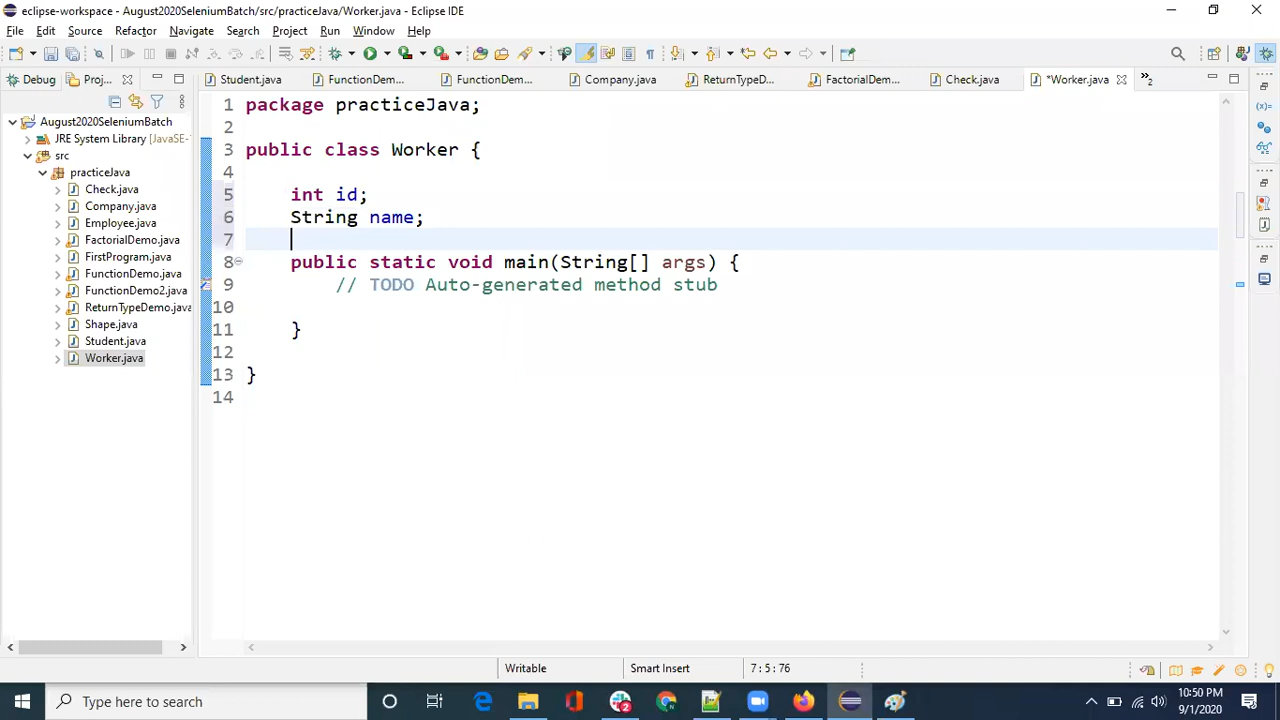 eclipse-workspace - August2020SeleniumBatch/src/practiceJava/Worker.java - Eclipse IDE
File Edit Source Refactor Navigate Search Project Run Window Help
Debug Proj... Student.java FunctionDem... FunctionDem... Company.java ReturnTypeD... FactorialDem... Check.java *Worker.java »2
August2020SeleniumBatch
JRE System Library [JavaSE-
src
practiceJava
Check.java
Company.java
Employee.java
FactorialDemo.java
FirstProgram.java
FunctionDemo.java
FunctionDemo2.java
ReturnTypeDemo.java
Shape.java
Student.java
Worker.java
1 package practiceJava;
2
3 public class Worker {
4
5 int id;
6 String name;
7
8 public static void main(String[] args) {
9 // TODO Auto-generated method stub
10
11 }
12
13 }
14
Writable Smart Insert 7 : 5 : 76
Type here to search 2 10:50 PM
9/1/2020